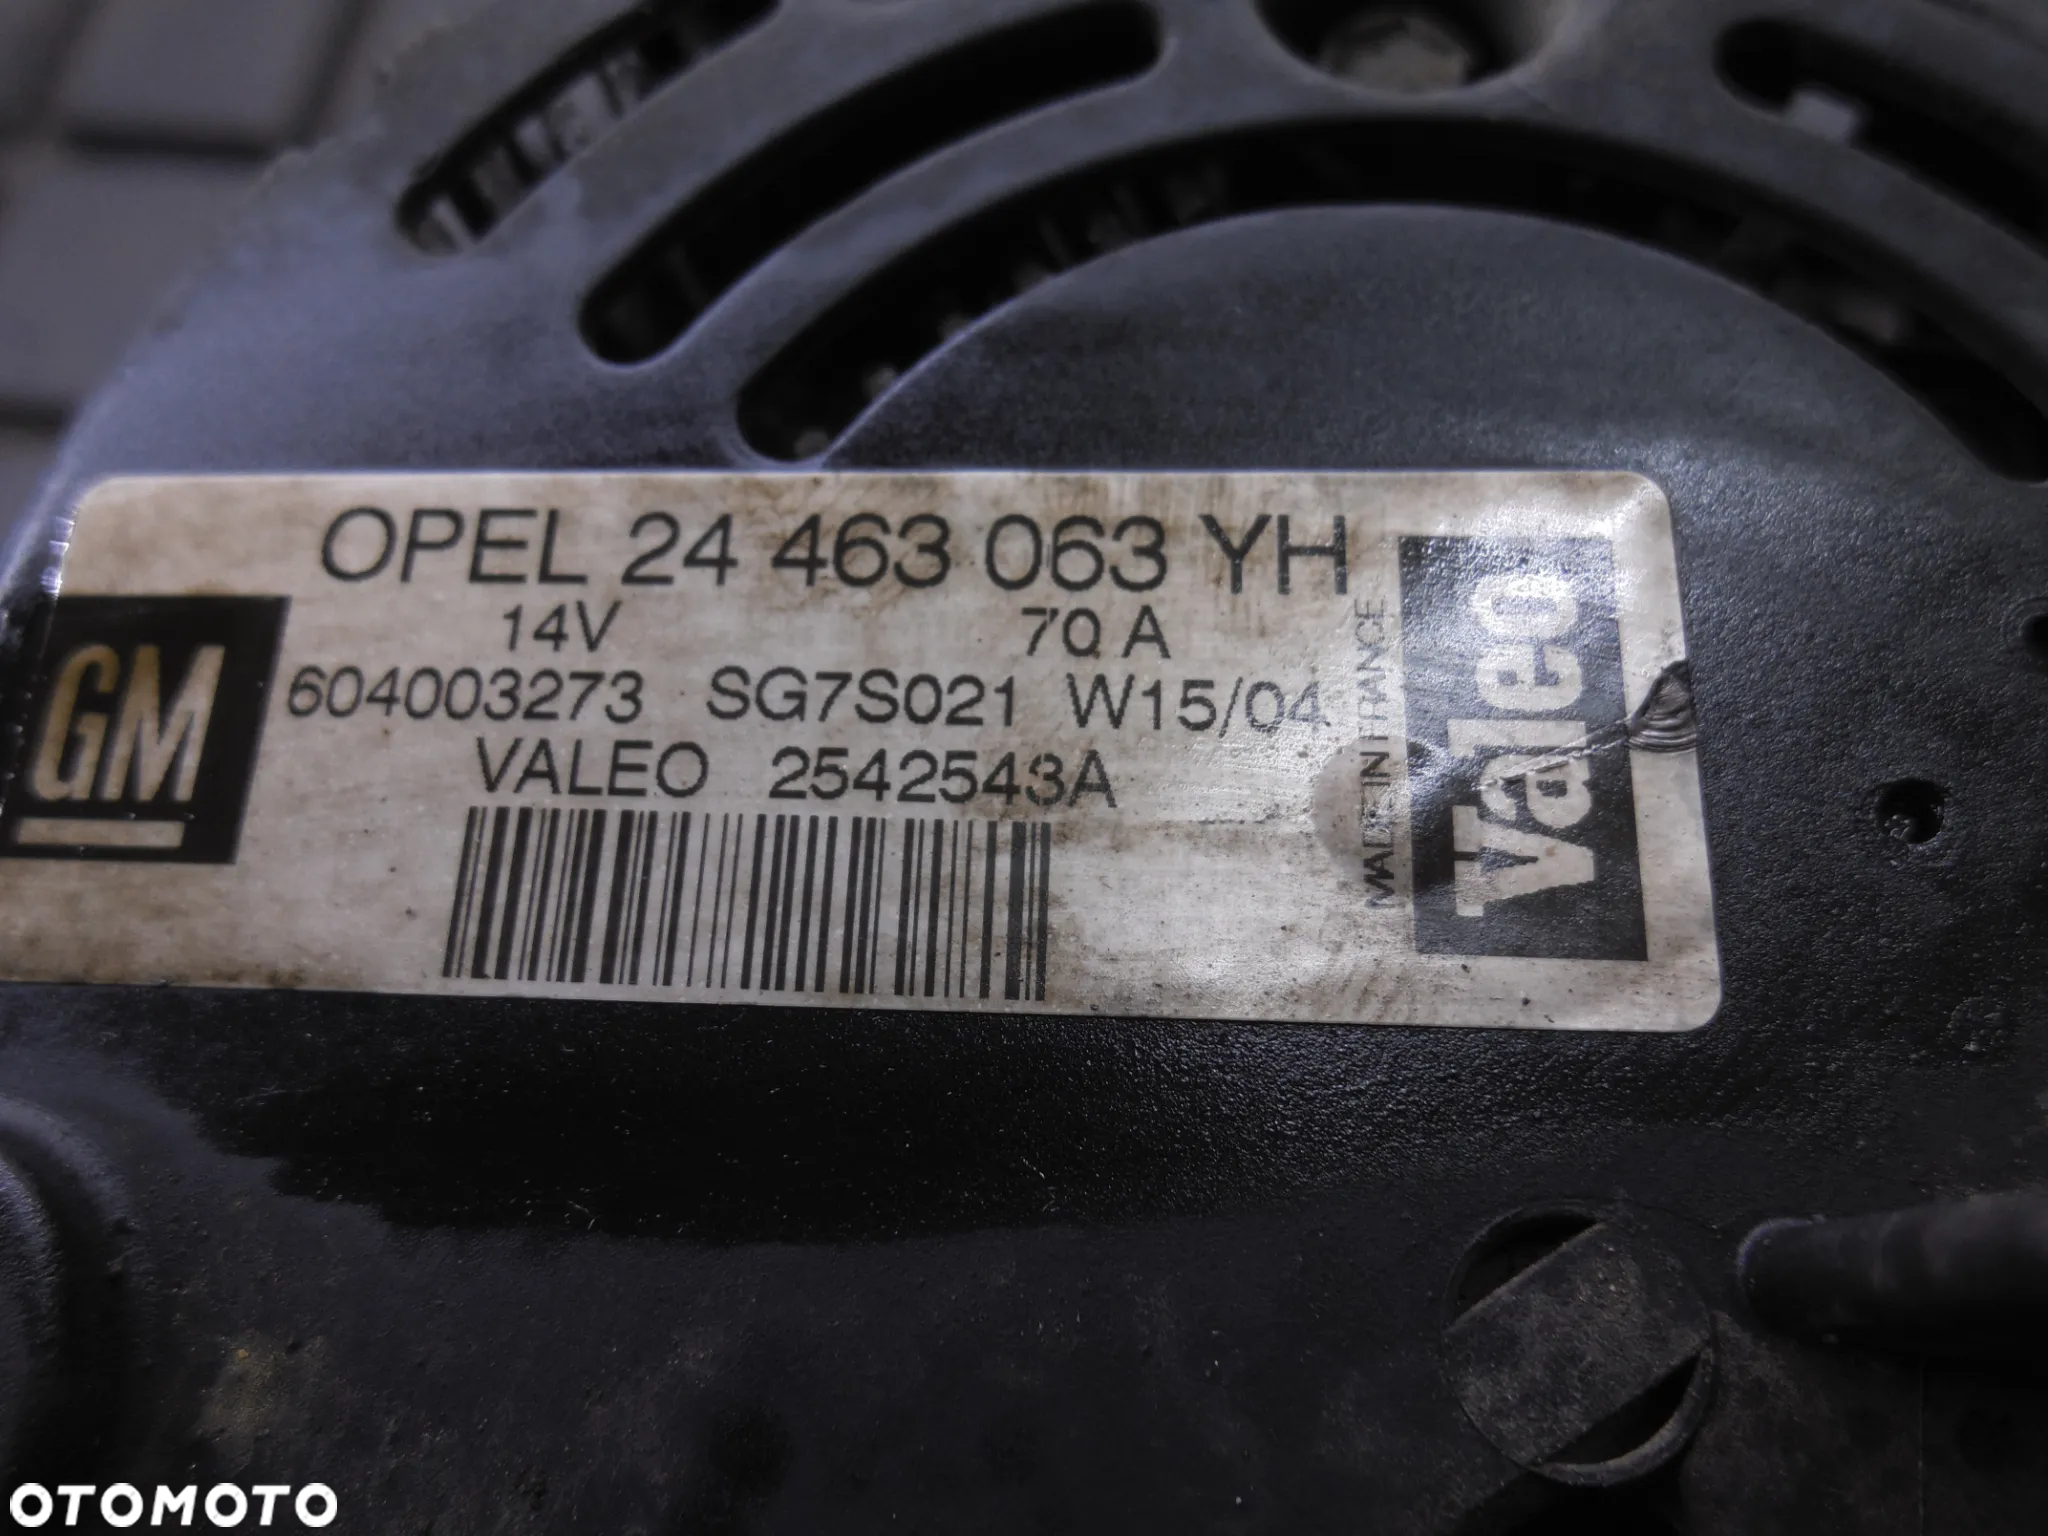 OPEL 24 463 063 YH
14V 70 A
604003273 SG7S021 W15/04
VALEO 2542543A
GM
MADE IN FRANCE
Valeo
OTOMOTO